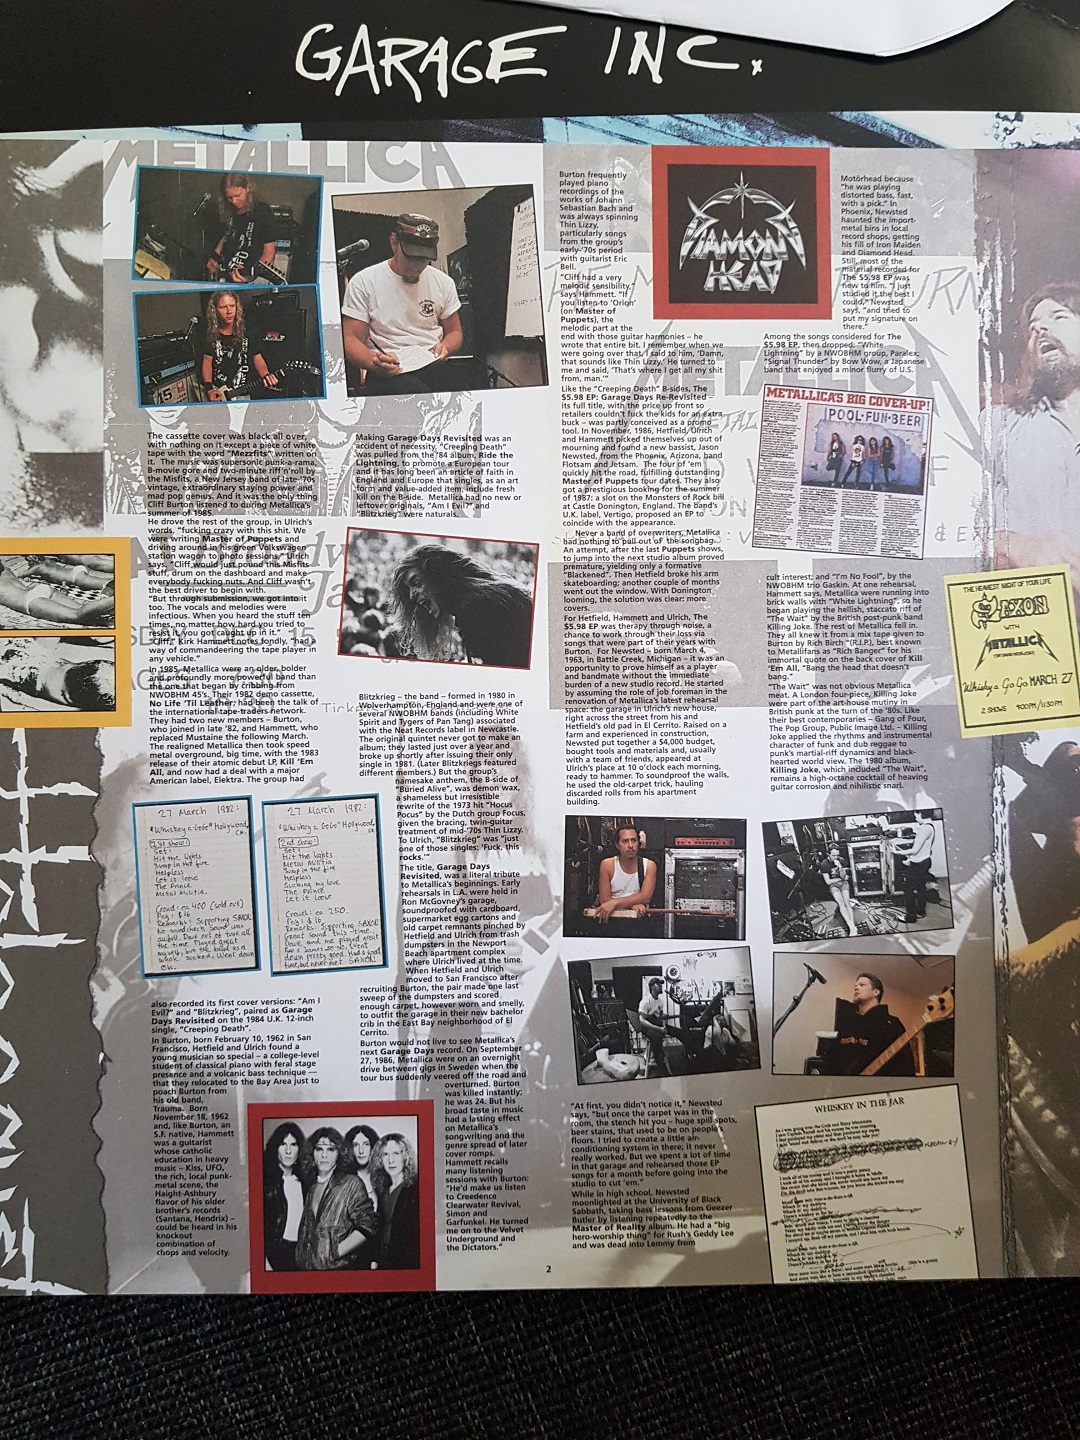 GARAGE INC.
METALLICA
The cassette cover was black all over,
with nothing on it except a piece of white
tape with the word "Mezzfits" written on
it. The music was supersonic punk-a-rama,
B-movie gore and two-minute riff'n'roll by
the Misfits, a New Jersey band of late-'70s
vintage, extraordinary staying power and
mad pop genius. And it was the only thing
Cliff Burton listened to during Metallica's
summer of 1985.
He drove the rest of the group, in Ulrich's
words, "fucking crazy with this shit. We
were writing Master of Puppets and
driving around in his green Volkswagen
station wagon to photo sessions," Ulrich
says. "Cliff would just pound this Misfits
stuff, drum on the dashboard and make
everybody fucking nuts. And Cliff wasn't
the best driver to begin with.
"But through submission, we got into it
too. The vocals and melodies were
infectious. When you heard the stuff ten
times, no matter how hard you tried to
resist it, you got caught up in it."
"Cliff," Kirk Hammett notes fondly, "had a
way of commandeering the tape player in
any vehicle."
In 1985, Metallica were an older, bolder
and profoundly more powerful band than
the one that began by cribbing from
NWOBHM 45's. Their 1982 demo cassette,
No Life 'Til Leather, had been the talk of
the international tape-traders network.
They had two new members – Burton,
who joined in late '82, and Hammett, who
replaced Mustaine the following March.
The realigned Metallica then took speed
metal overground, big time, with the 1983
release of their atomic debut LP, Kill 'Em
All, and now had a deal with a major
American label, Elektra. The group had
27 March 1982:
"Whiskey a GoGo" Hollywood,
CA.
1st show:
Set:
Hit the lights
Jump in the fire
Helpless
Let it loose
The Prince
Metal Militia.
Crowd: ca 400 (sold out)
Pay: $16
Remarks: Supporting SAXON.
27 March 1982:
"Whiskey a GoGo" Hollywood,
CA
2nd show:
Set:
Hit the lights
Metal Militia
Jump in the fire
Helpless
Sucking my love
The Prince
Let it loose
Crowd: ca 250.
Pay: $16
Remarks: Supporting SAXON
also recorded its first cover versions: "Am I
Evil?" and "Blitzkrieg", paired as Garage
Days Revisited on the 1984 U.K. 12-inch
single, "Creeping Death".
In Burton, born February 10, 1962 in San
Francisco, Hetfield and Ulrich found a
young musician so special – a college-level
student of classical piano with feral stage
presence and a volcanic bass technique —
that they relocated to the Bay Area just to
poach Burton from
his old band,
Trauma. Born
November 18, 1962
and, like Burton, an
S.F. native, Hammett
was a guitarist
whose catholic
education in heavy
music – Kiss, UFO,
the rich, local punk-
metal scene, the
Haight-Ashbury
flavor of his older
brother's records
(Santana, Hendrix) –
could be heard in his
knockout
combination of
chops and velocity.
Making Garage Days Revisited was an
accident of necessity. "Creeping Death"
was pulled from the '84 album, Ride the
Lightning, to promote a European tour
and it has long been an article of faith in
England and Europe that singles, as an art
form and value-added item, include fresh
kill on the B-side. Metallica had no new or
leftover originals, "Am I Evil?" and
"Blitzkrieg" were naturals.
Blitzkrieg – the band – formed in 1980 in
Wolverhampton, England and were one of
several NWOBHM bands (including White
Spirit and Tygers of Pan Tang) associated
with the Neat Records label in Newcastle.
The original quintet never got to make an
album; they lasted just over a year and
broke up shortly after issuing their only
single in 1981. (Later Blitzkriegs featured
different members.) But the group's
namesake anthem, the B-side of
"Buried Alive", was demon wax,
a shameless but irresistible
rewrite of the 1973 hit "Hocus
Pocus" by the Dutch group Focus,
given the bracing, twin-guitar
treatment of mid-'70s Thin Lizzy.
To Ulrich, "Blitzkrieg" was "just
one of those singles: 'Fuck, this
rocks.'"
The title, Garage Days
Revisited, was a literal tribute
to Metallica's beginnings. Early
rehearsals in L.A. were held in
Ron McGovney's garage,
soundproofed with cardboard,
supermarket egg cartons and
old carpet remnants pinched by
Hetfield and Ulrich from trash
dumpsters in the Newport
Beach apartment complex
where Ulrich lived at the time.
When Hetfield and Ulrich
moved to San Francisco after
recruiting Burton, the pair made one last
sweep of the dumpsters and scored
enough carpet, however worn and smelly,
to outfit the garage in their new bachelor
crib in the East Bay neighborhood of El
Cerrito.
Burton would not live to see Metallica's
next Garage Days record. On September
27, 1986, Metallica were on an overnight
drive between gigs in Sweden when the
tour bus suddenly veered off the road and
overturned. Burton
was killed instantly;
he was 24. But his
broad taste in music
had a lasting effect
on Metallica's
songwriting and the
genre spread of later
cover romps.
Hammett recalls
many listening
sessions with Burton:
"He'd make us listen
to Creedence
Clearwater Revival,
Simon and
Garfunkel. He turned
me on to the Velvet
Underground and
the Dictators."
Burton frequently
played piano
recordings of the
works of Johann
Sebastian Bach and
was always spinning
Thin Lizzy,
particularly songs
from the group's
early-'70s period
with guitarist Eric
Bell.
"Cliff had a very
melodic sensibility,"
says Hammett. "If
you listen to 'Orion'
(on Master of
Puppets), the
melodic part at the
end with those guitar harmonies – he
wrote that entire bit. I remember when we
were going over that, I said to him, 'Damn,
that sounds like Thin Lizzy.' He turned to
me and said, 'That's where I get all my shit
from, man.'"
Like the "Creeping Death" B-sides, The
$5.98 EP: Garage Days Re-Revisited –
its full title, with the price up front so
retailers couldn't fuck the kids for an extra
buck – was partly conceived as a promo
tool. In November, 1986, Hetfield, Ulrich
and Hammett picked themselves up out of
mourning, found a new bassist, Jason
Newsted, from the Phoenix, Arizona, band
Flotsam and Jetsam. The four of 'em
quickly hit the road, fulfilling outstanding
Master of Puppets tour dates. They also
got a prestigious booking for the summer
of 1987: a slot on the Monsters of Rock bill
at Castle Donington, England. The band's
U.K. label, Vertigo, proposed an EP to
coincide with the appearance.
Never a band of overwriters, Metallica
had nothing to pull out of the songbag.
An attempt, after the last Puppets shows,
to jump into the next studio album proved
premature, yielding only a formative
"Blackened". Then Hetfield broke his arm
skateboarding; another couple of months
went out the window. With Donington
looming, the solution was clear: more
covers.
For Hetfield, Hammett and Ulrich, The
$5.98 EP was therapy through noise, a
chance to work through their loss via
songs that were part of their years with
Burton. For Newsted – born March 4,
1963, in Battle Creek, Michigan – it was an
opportunity to prove himself as a player
and bandmate without the immediate
burden of a new studio record. He started
by assuming the role of job foreman in the
renovation of Metallica's latest rehearsal
space: the garage in Ulrich's new house,
right across the street from his and
Hetfield's old pad in El Cerrito. Raised on a
farm and experienced in construction,
Newsted put together a $4,000 budget,
bought tools and materials and, usually
with a team of friends, appeared at
Ulrich's place at 10 o'clock each morning,
ready to hammer. To soundproof the walls,
he used the old-carpet trick, hauling
discarded rolls from his apartment
building.
"At first, you didn't notice it," Newsted
says, "but once the carpet was in the
room, the stench hit you – huge spill spots,
beer stains, that used to be on people's
floors. I tried to create a little air-
conditioning system in there; it never
really worked. But we spent a lot of time
in that garage and rehearsed those EP
songs for a month before going into the
studio to cut 'em."
While in high school, Newsted
moonlighted at the University of Black
Sabbath, taking bass lessons from Geezer
Butler by listening repeatedly to the
Master of Reality album. He had a "big
hero-worship thing" for Rush's Geddy Lee
and was dead into Lemmy from
DIAMOND
HEAD
Motörhead because
"he was playing
distorted bass, fast,
with a pick." In
Phoenix, Newsted
haunted the import-
metal bins in local
record shops, getting
his fill of Iron Maiden
and Diamond Head.
Still, most of the
material recorded for
The $5.98 EP was
new to him. "I just
studied it the best I
could," Newsted
says, "and tried to
put my signature on
there."
Among the songs considered for The
$5.98 EP, then dropped: "White
Lightning" by a NWOBHM group, Paralex;
"Signal Thunder" by Bow Wow, a Japanese
band that enjoyed a minor flurry of U.S.
METALLICA'S BIG COVER-UP!
POOL·FUN·BEER
cult interest; and "I'm No Fool", by the
NWOBHM trio Gaskin. At one rehearsal,
Hammett says, Metallica were running into
brick walls with "White Lightning", so he
began playing the hellish, staccato riff of
"The Wait" by the British post-punk band
Killing Joke. The rest of Metallica fell in.
They all knew it from a mix tape given to
Burton by Rich Birch ("(R.I.P.), best known
to Metallifans as "Rich Banger" for his
immortal quote on the back cover of Kill
'Em All, "Bang the head that doesn't
bang."
"The Wait" was not obvious Metallica
meat. A London four-piece, Killing Joke
were part of the art-house mutiny in
British punk at the turn of the '80s. Like
their best contemporaries – Gang of Four,
The Pop Group, Public Image Ltd. – Killing
Joke applied the rhythms and instrumental
character of funk and dub reggae to
punk's martial-riff dynamics and black-
hearted world view. The 1980 album,
Killing Joke, which included "The Wait",
remains a high-octane cocktail of heaving
guitar corrosion and nihilistic snarl.
THE HEAVIEST NIGHT OF YOUR LIFE
SAXON
WITH
METALLICA
Whisky a Go Go MARCH 27
2 SHOWS 9:00PM/11:30PM
WHISKEY IN THE JAR
2